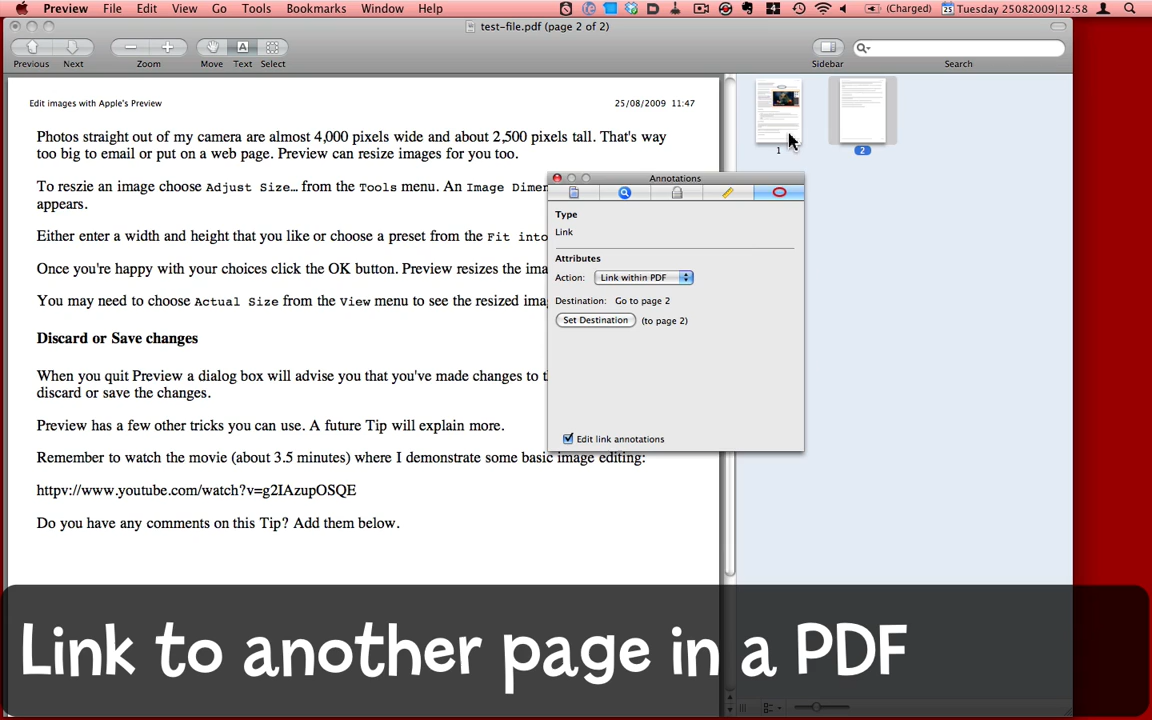 Preview File Edit View Go Tools Bookmarks Window Help (Charged) Tuesday 25082009|12:58
test-file.pdf (page 2 of 2)
Previous Next Zoom Move Text Select Sidebar Search
Edit images with Apple's Preview 25/08/2009 11:47
Photos straight out of my camera are almost 4,000 pixels wide and about 2,500 pixels tall. That's way
too big to email or put on a web page. Preview can resize images for you too.
To reszie an image choose Adjust Size… from the Tools menu. An Image Dimen
appears.
Either enter a width and height that you like or choose a preset from the Fit into
Once you're happy with your choices click the OK button. Preview resizes the ima
You may need to choose Actual Size from the View menu to see the resized ima
Discard or Save changes
When you quit Preview a dialog box will advise you that you've made changes to t
discard or save the changes.
Preview has a few other tricks you can use. A future Tip will explain more.
Remember to watch the movie (about 3.5 minutes) where I demonstrate some basic image editing:
httpv://www.youtube.com/watch?v=g2IAzupOSQE
Do you have any comments on this Tip? Add them below.
1 2
Annotations
Type
Link
Attributes
Action: Link within PDF
Destination: Go to page 2
Set Destination (to page 2)
Edit link annotations
Link to another page in a PDF